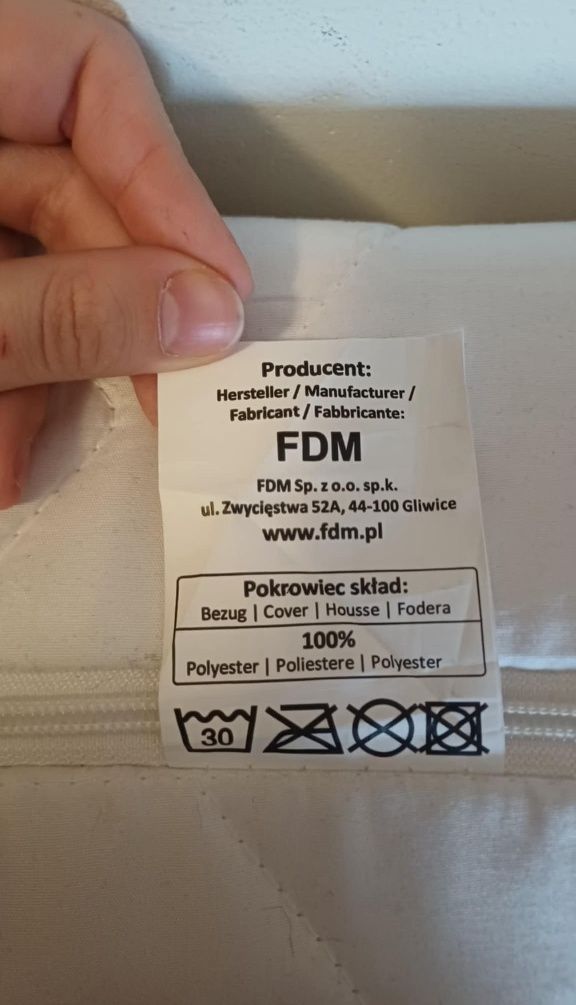 Producent:
Hersteller / Manufacturer /
Fabricant / Fabbricante:
FDM
FDM Sp. z o.o. sp.k.
ul. Zwycięstwa 52A, 44-100 Gliwice
www.fdm.pl
Pokrowiec skład:
Bezug | Cover | Housse | Fodera
100%
Polyester | Poliestere | Polyester
30